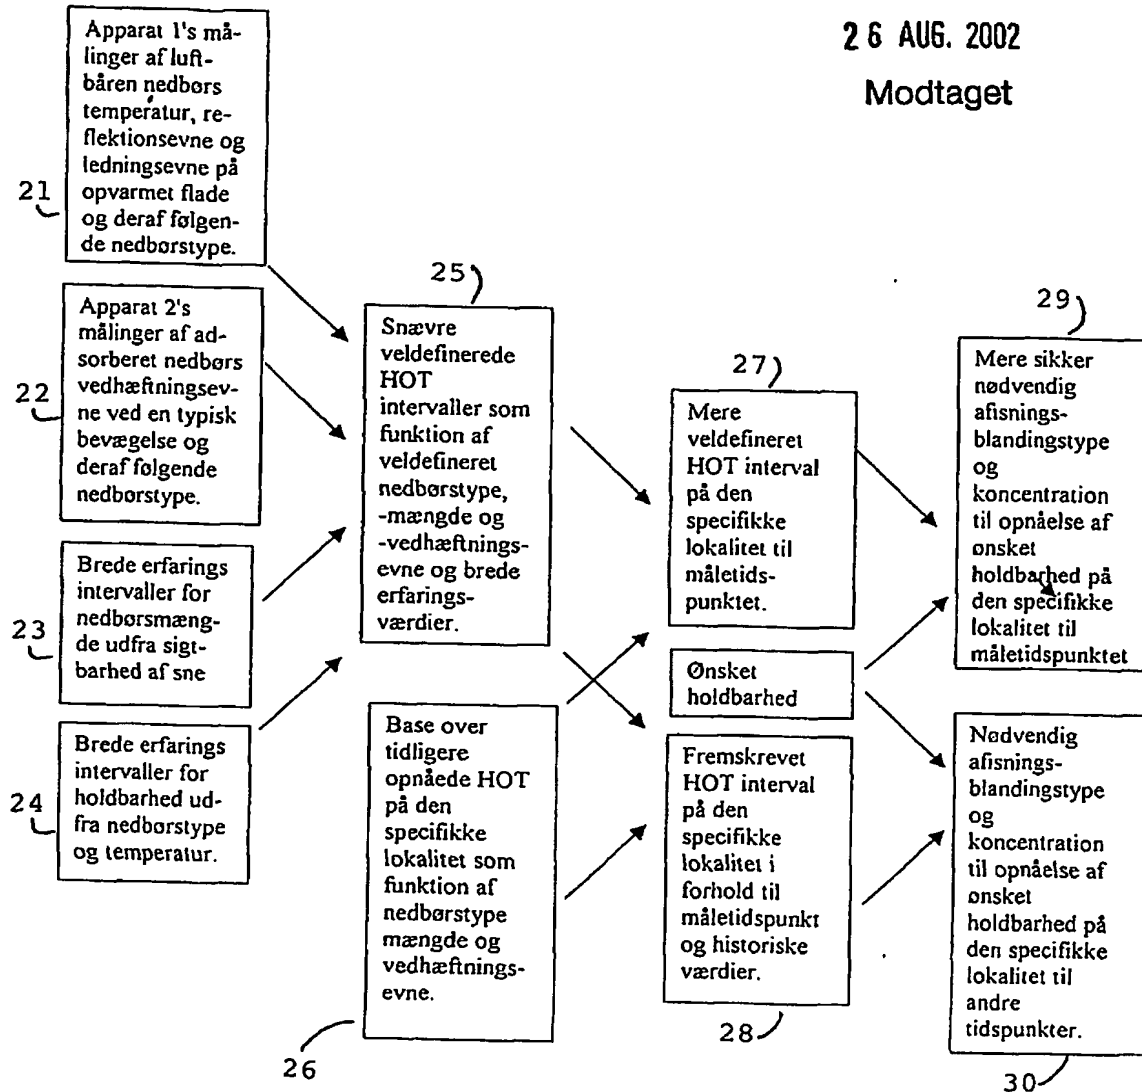 26 AUG. 2002
Modtaget
21
Apparat 1's må-
linger af luft-
båren nedbørs
temperatur, re-
flektionsevne og
ledningsevne på
opvarmet flade
og deraf følgen-
de nedbørstype.
22
Apparat 2's
målinger af ad-
sorberet nedbørs
vedhæftningsev-
ne ved en typisk
bevægelse og
deraf følgende
nedbørstype.
23
Brede erfarings
intervaller for
nedbørsmæng-
de udfra sigt-
barhed af sne
24
Brede erfarings
intervaller for
holdbarhed ud-
fra nedbørstype
og temperatur.
25
Snævre
veldefinerede
HOT
intervaller som
funktion af
veldefineret
nedbørstype,
-mængde og
-vedhæftnings-
evne og brede
erfarings-
værdier.
Base over
tidligere
opnåede HOT
på den
specifikke
lokalitet som
funktion af
nedbørstype
mængde og
vedhæftnings-
evne.
26
27
Mere
veldefineret
HOT interval
på den
specifikke
lokalitet til
måletids-
punktet.
Ønsket
holdbarhed
Fremskrevet
HOT interval
på den
specifikke
lokalitet i
forhold til
måletidspunkt
og historiske
værdier.
28
29
Mere sikker
nødvendig
afisnings-
blandingstype
og
koncentration
til opnåelse af
ønsket
holdbarhed på
den specifikke
lokalitet til
måletidspunktet
Nødvendig
afisnings-
blandingstype
og
koncentration
til opnåelse af
ønsket
holdbarhed på
den specifikke
lokalitet til
andre
tidspunkter.
30